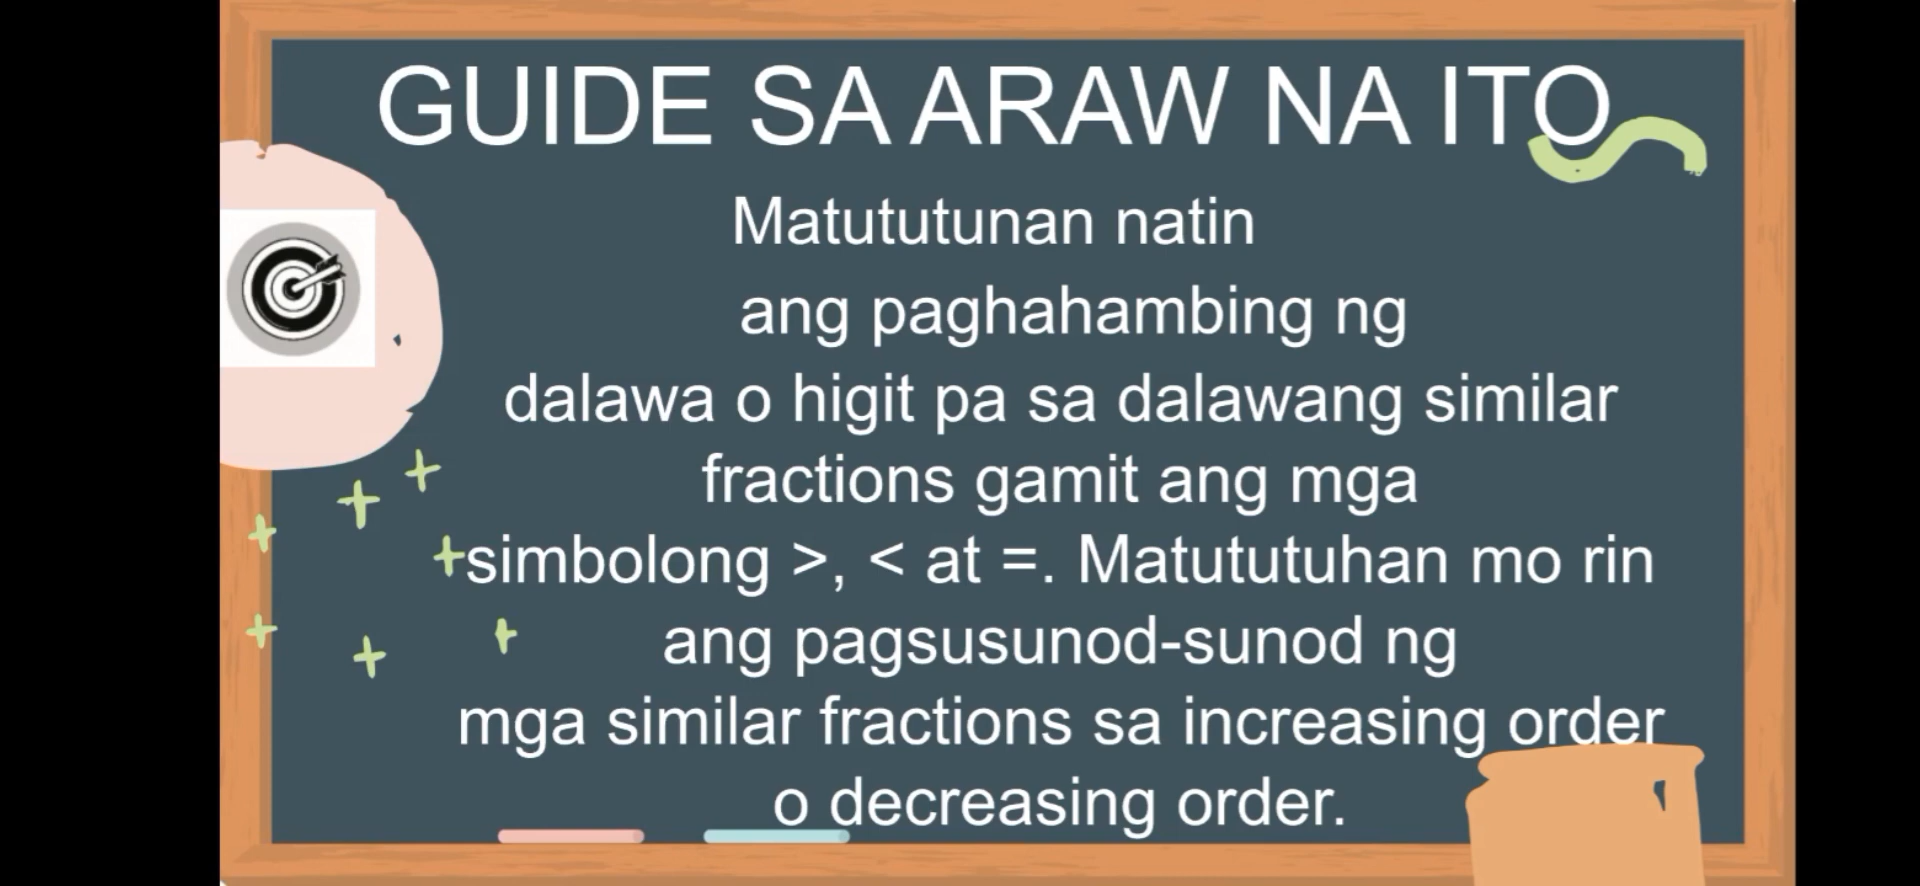 GUIDE SA ARAW NA ITO
Matututunan natin
ang paghahambing ng
dalawa o higit pa sa dalawang similar
fractions gamit ang mga
simbolong >, < at =. Matututuhan mo rin
ang pagsusunod-sunod ng
mga similar fractions sa increasing order
o decreasing order.